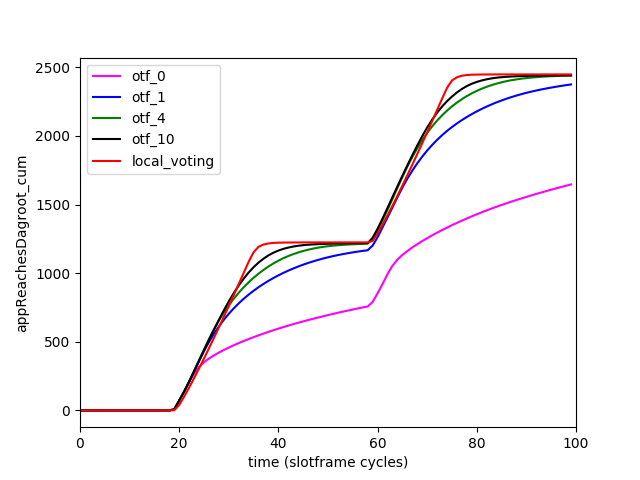 2500
2000
1500
1000
500
0
appReachesDagroot_cum
otf_0
otf_1
otf_4
otf_10
local_voting
0 20 40 60 80 100
time (slotframe cycles)